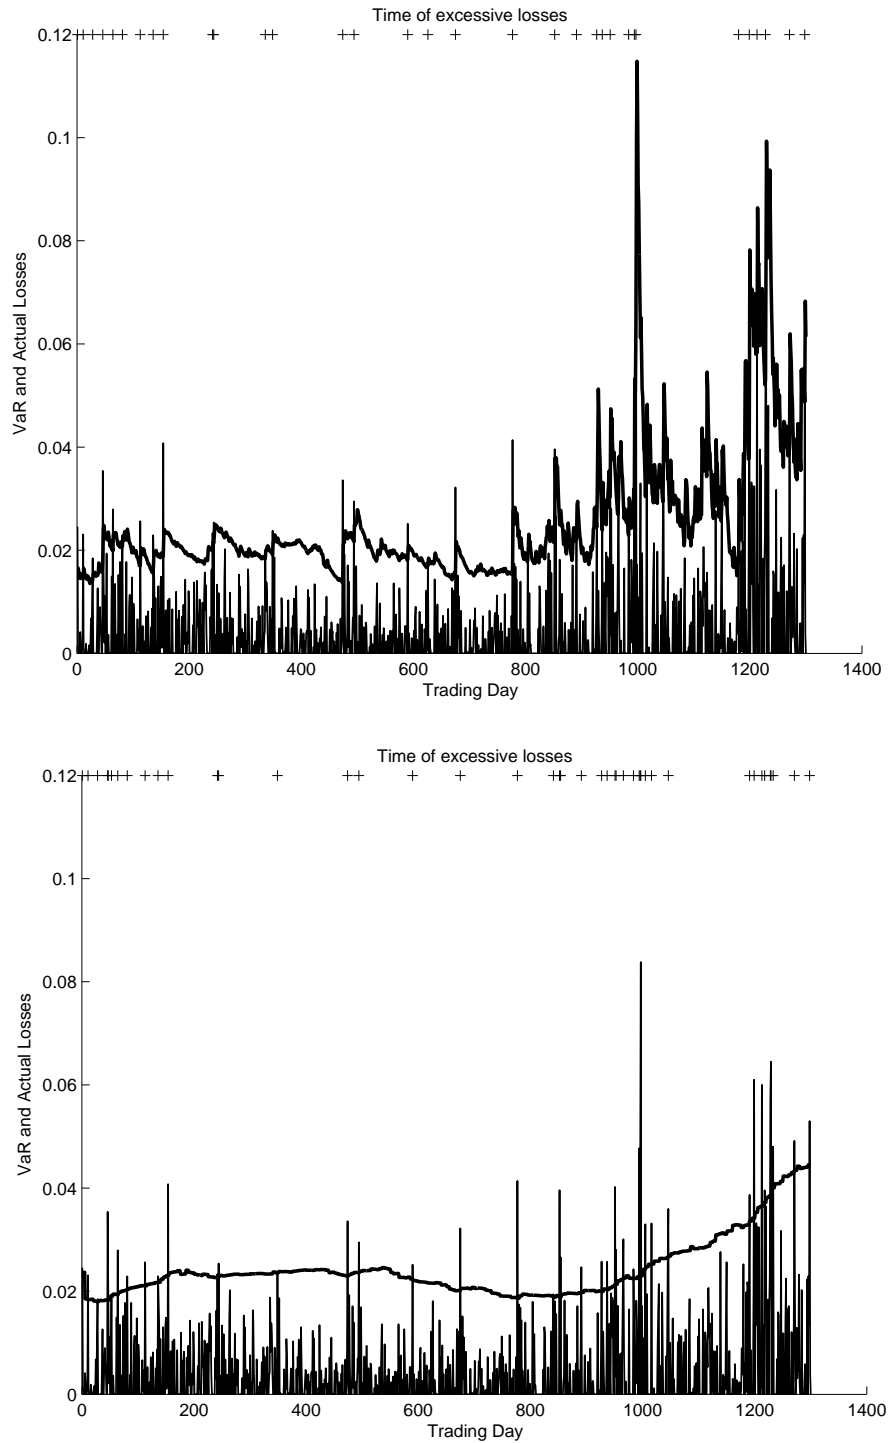 Time of excessive losses
0.12
0.1
0.08
0.06
0.04
0.02
0
VaR and Actual Losses
0 200 400 600 800 1000 1200 1400
Trading Day
Time of excessive losses
0.12
0.1
0.08
0.06
0.04
0.02
0
VaR and Actual Losses
0 200 400 600 800 1000 1200 1400
Trading Day